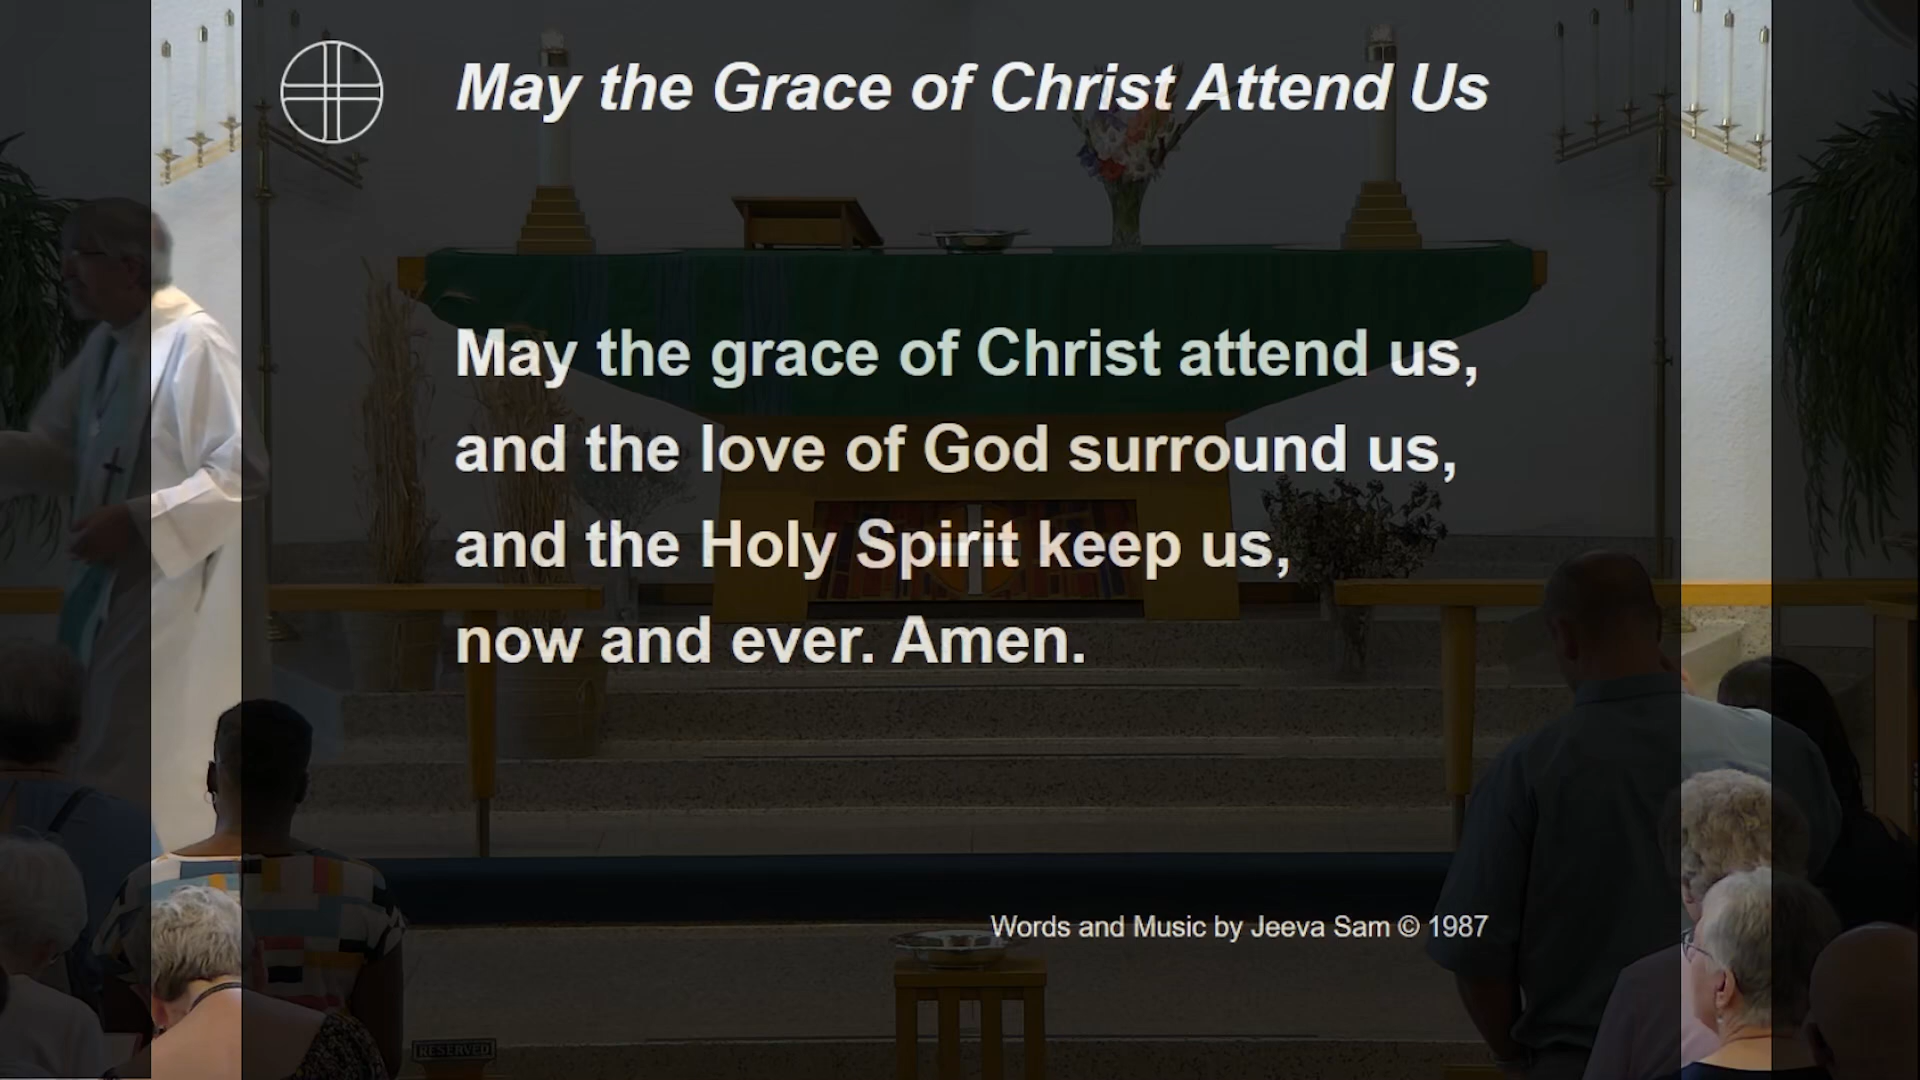 May the Grace of Christ Attend Us
May the grace of Christ attend us,
and the love of God surround us,
and the Holy Spirit keep us,
now and ever. Amen.
Words and Music by Jeeva Sam © 1987
RESERVED